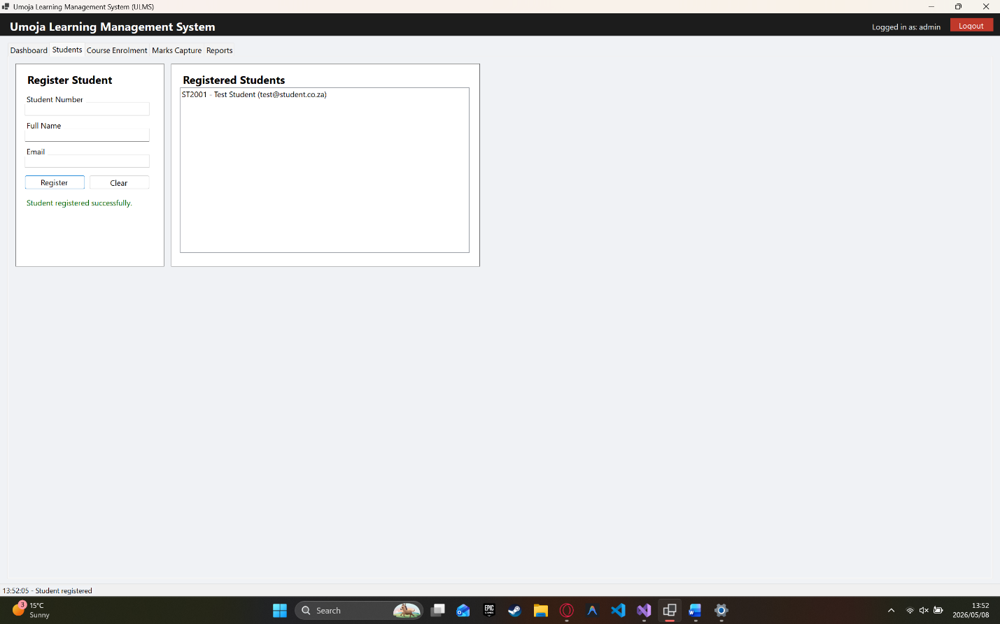 Umoja Learning Management System (ULMS)
Umoja Learning Management System
Logged in as: admin
Logout
Dashboard Students Course Enrolment Marks Capture Reports
Register Student
Student Number
Full Name
Email
Register Clear
Student registered successfully.
Registered Students
ST2001 - Test Student (test@student.co.za)
13:52:05 - Student registered
3
15°C
Sunny
Search
EPIC
GAMES
W
13:52
2026/05/08